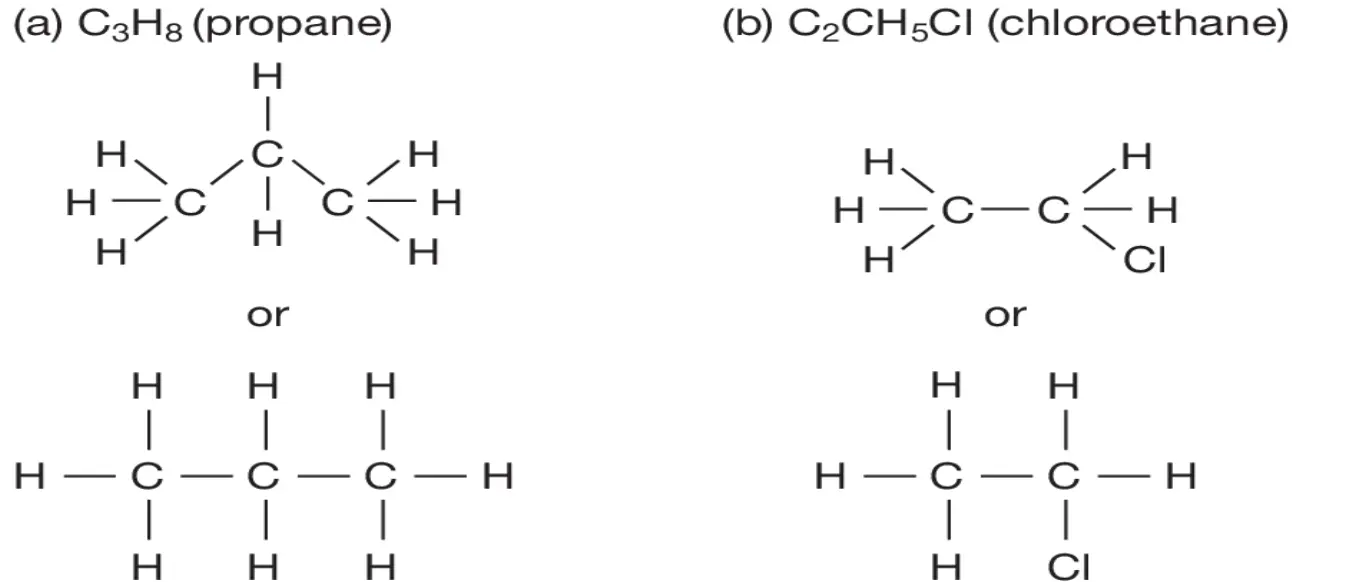 (a) C₃H₈ (propane)
H
H C H
H — C H C — H
H H
or
H H H
H — C — C — C — H
H H H
(b) C₂CH₅Cl (chloroethane)
H H
H — C — C — H
H Cl
or
H H
H — C — C — H
H Cl